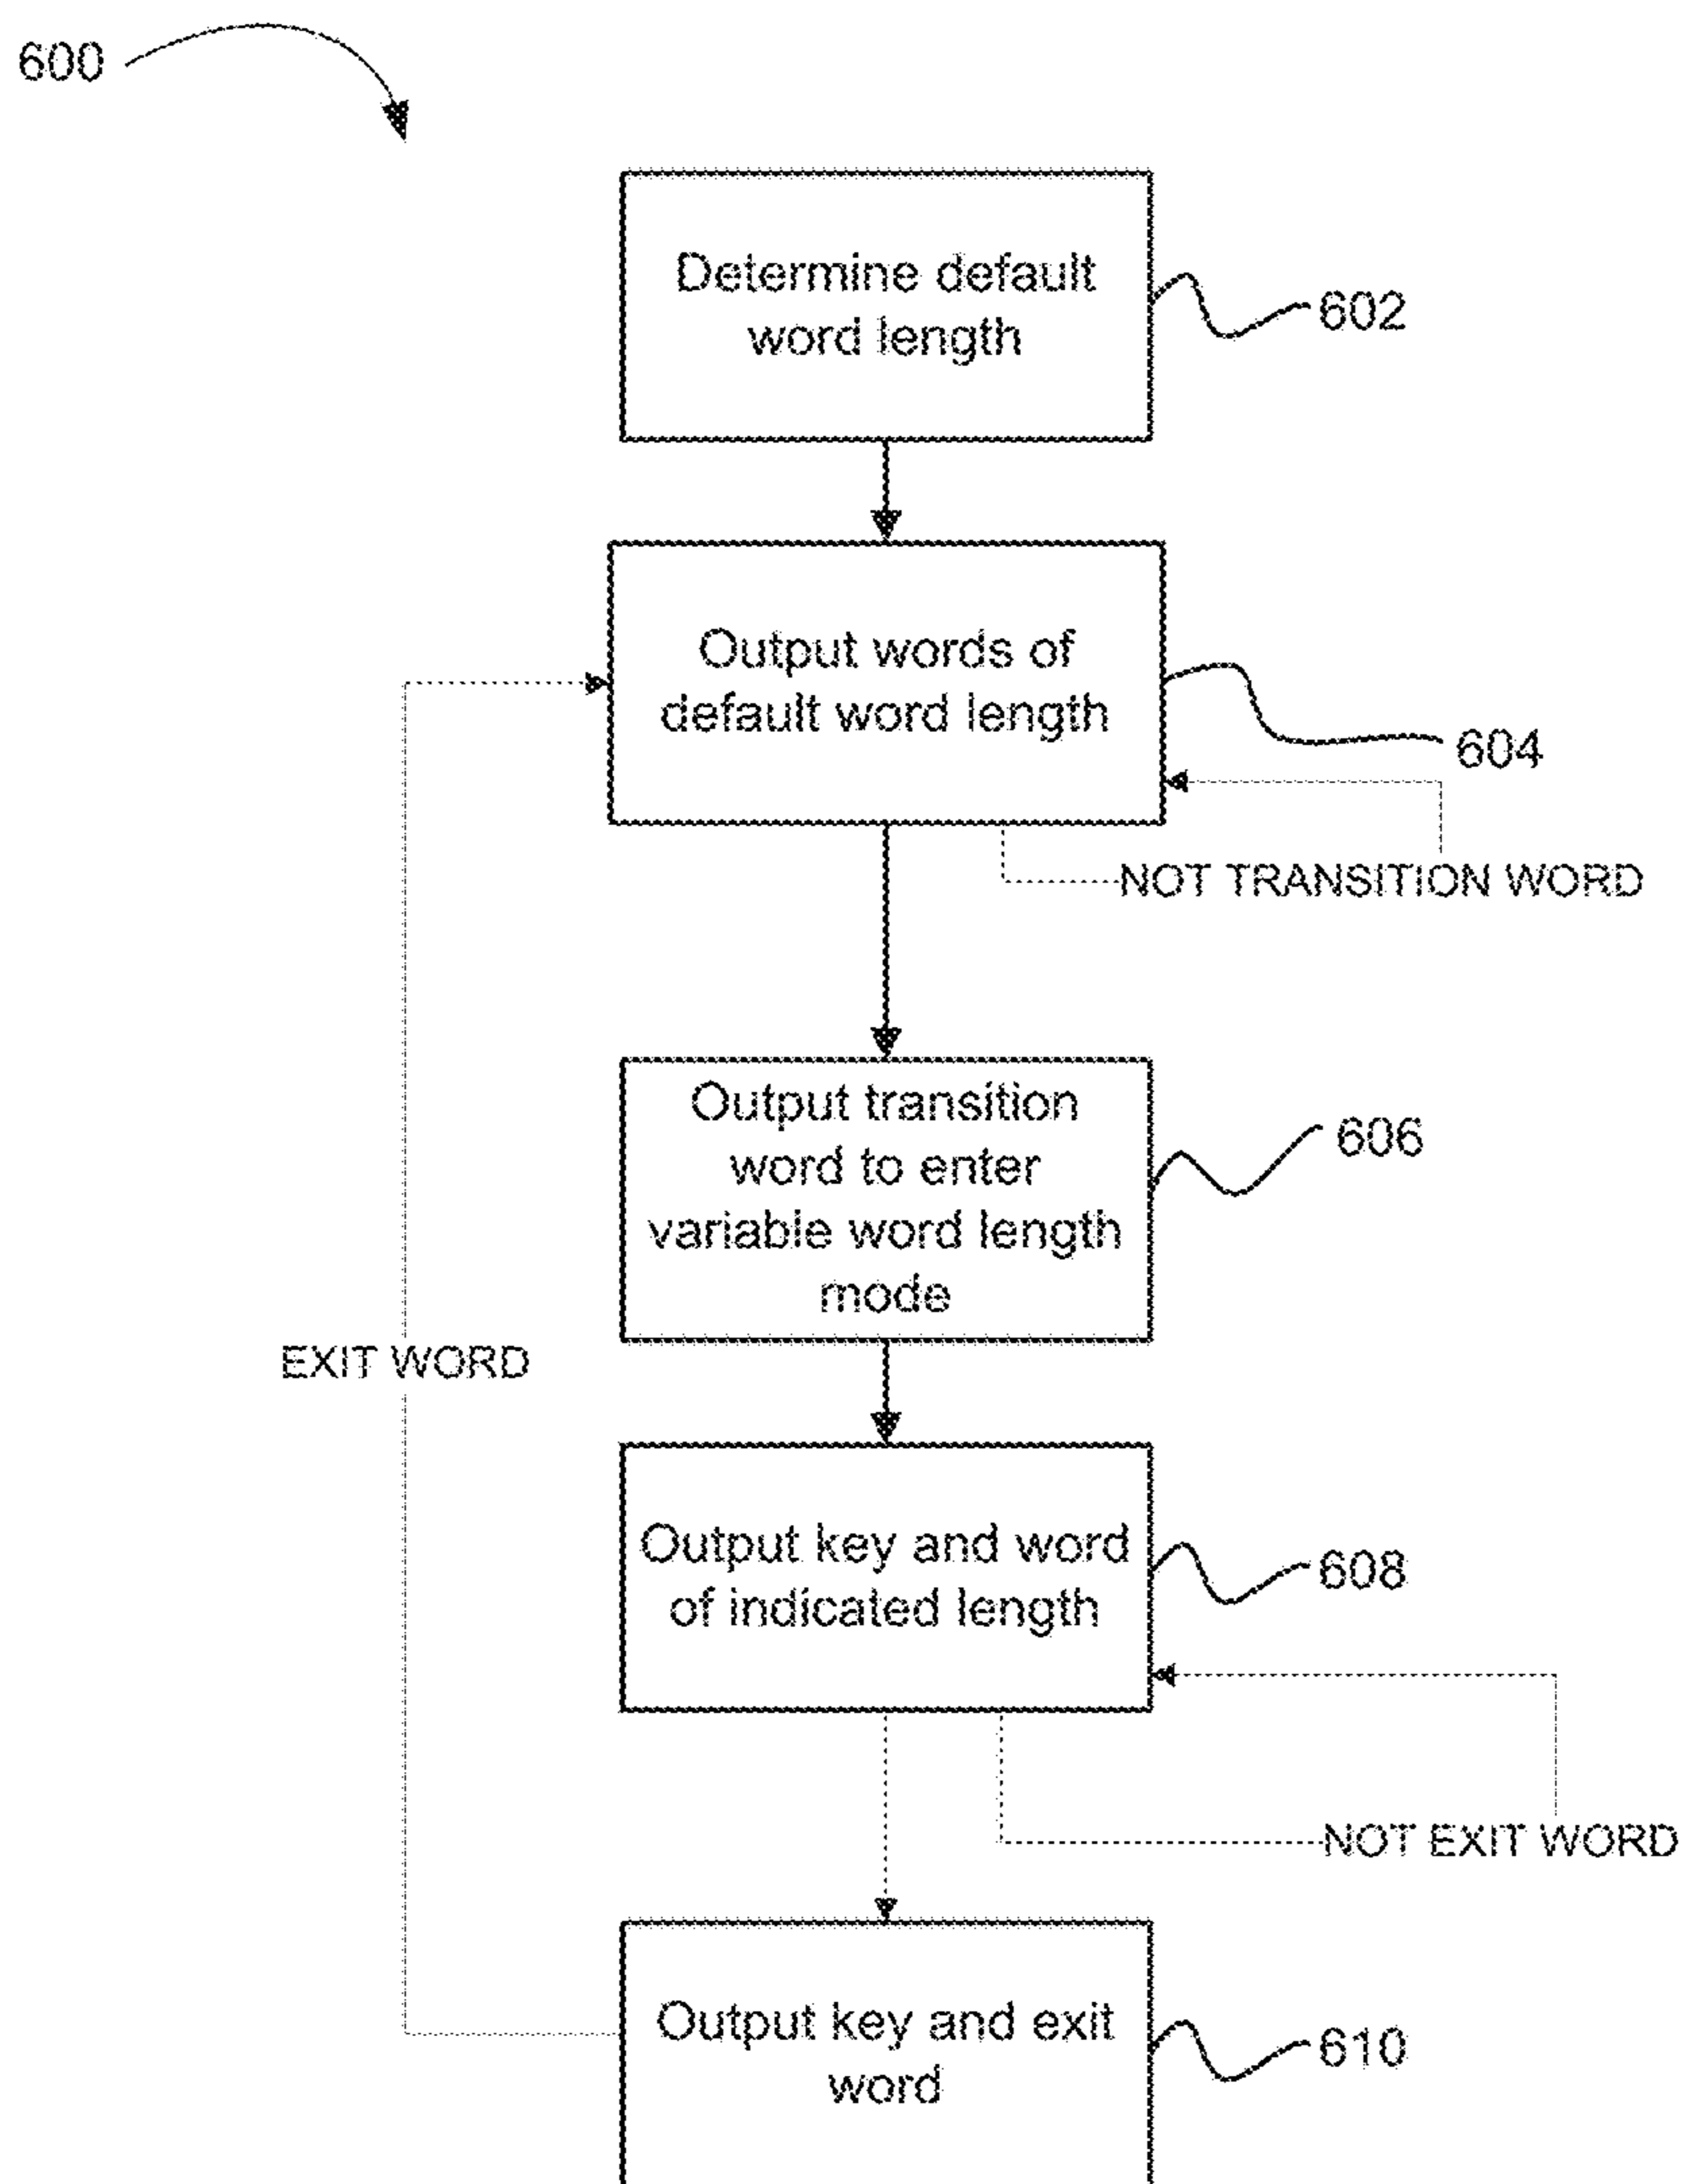 600
Determine default
word length
602
Output words of
default word length
604
NOT TRANSITION WORD
Output transition
word to enter
variable word length
mode
606
EXIT WORD
Output key and word
of indicated length
608
NOT EXIT WORD
Output key and exit
word
610